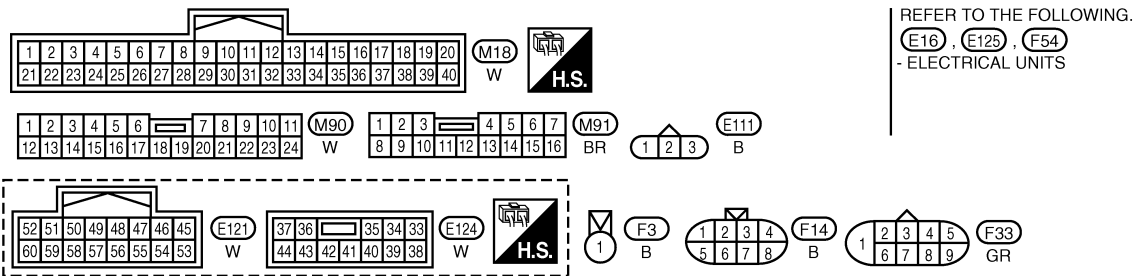 REFER TO THE FOLLOWING.
E16 , E125 , F54
- ELECTRICAL UNITS
1 2 3 4 5 6 7 8 9 10 11 12 13 14 15 16 17 18 19 20
21 22 23 24 25 26 27 28 29 30 31 32 33 34 35 36 37 38 39 40
M18
W
H.S.
1 2 3 4 5 6 7 8 9 10 11
12 13 14 15 16 17 18 19 20 21 22 23 24
M90
W
1 2 3 4 5 6 7
8 9 10 11 12 13 14 15 16
M91
BR
1 2 3
E111
B
52 51 50 49 48 47 46 45
60 59 58 57 56 55 54 53
E121
W
37 36 35 34 33
44 43 42 41 40 39 38
E124
W
H.S.
1
F3
B
1 2 3 4
5 6 7 8
F14
B
1 2 3 4 5
6 7 8 9
F33
GR